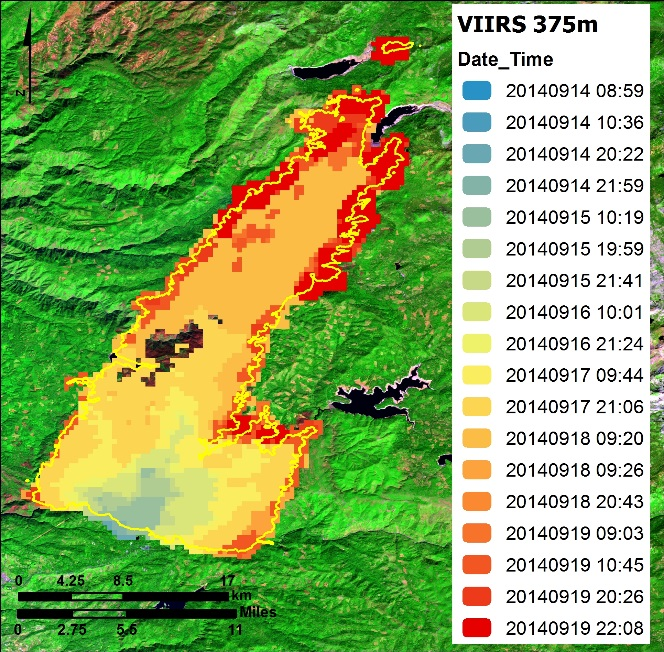 VIIRS 375m
Date_Time
20140914 08:59
20140914 10:36
20140914 20:22
20140914 21:59
20140915 10:19
20140915 19:59
20140915 21:41
20140916 10:01
20140916 21:24
20140917 09:44
20140917 21:06
20140918 09:20
20140918 09:26
20140918 20:43
20140919 09:03
20140919 10:45
20140919 20:26
20140919 22:08
N
0 4.25 8.5 17
km
Miles
0 2.75 5.5 11